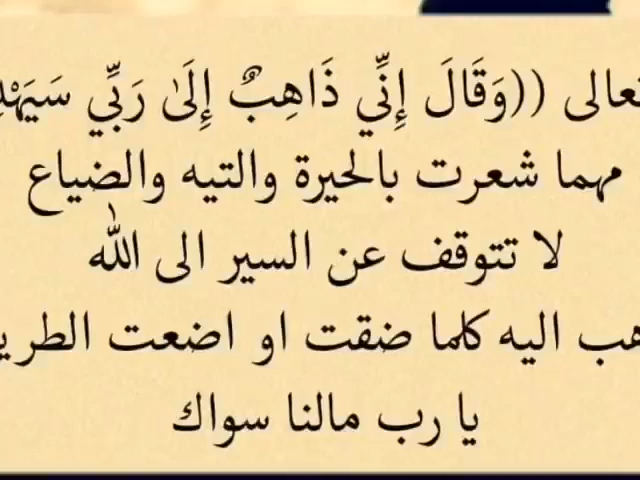 تعالى ((وَقَالَ إِنِّي ذَاهِبٌ إِلَىٰ رَبِّي
مهما شعرت بالحيرة والتيه والضياع
لا تتوقف عن السير الى الله
اليه كلما ضقت او اضعت
يا رب مالنا سواك